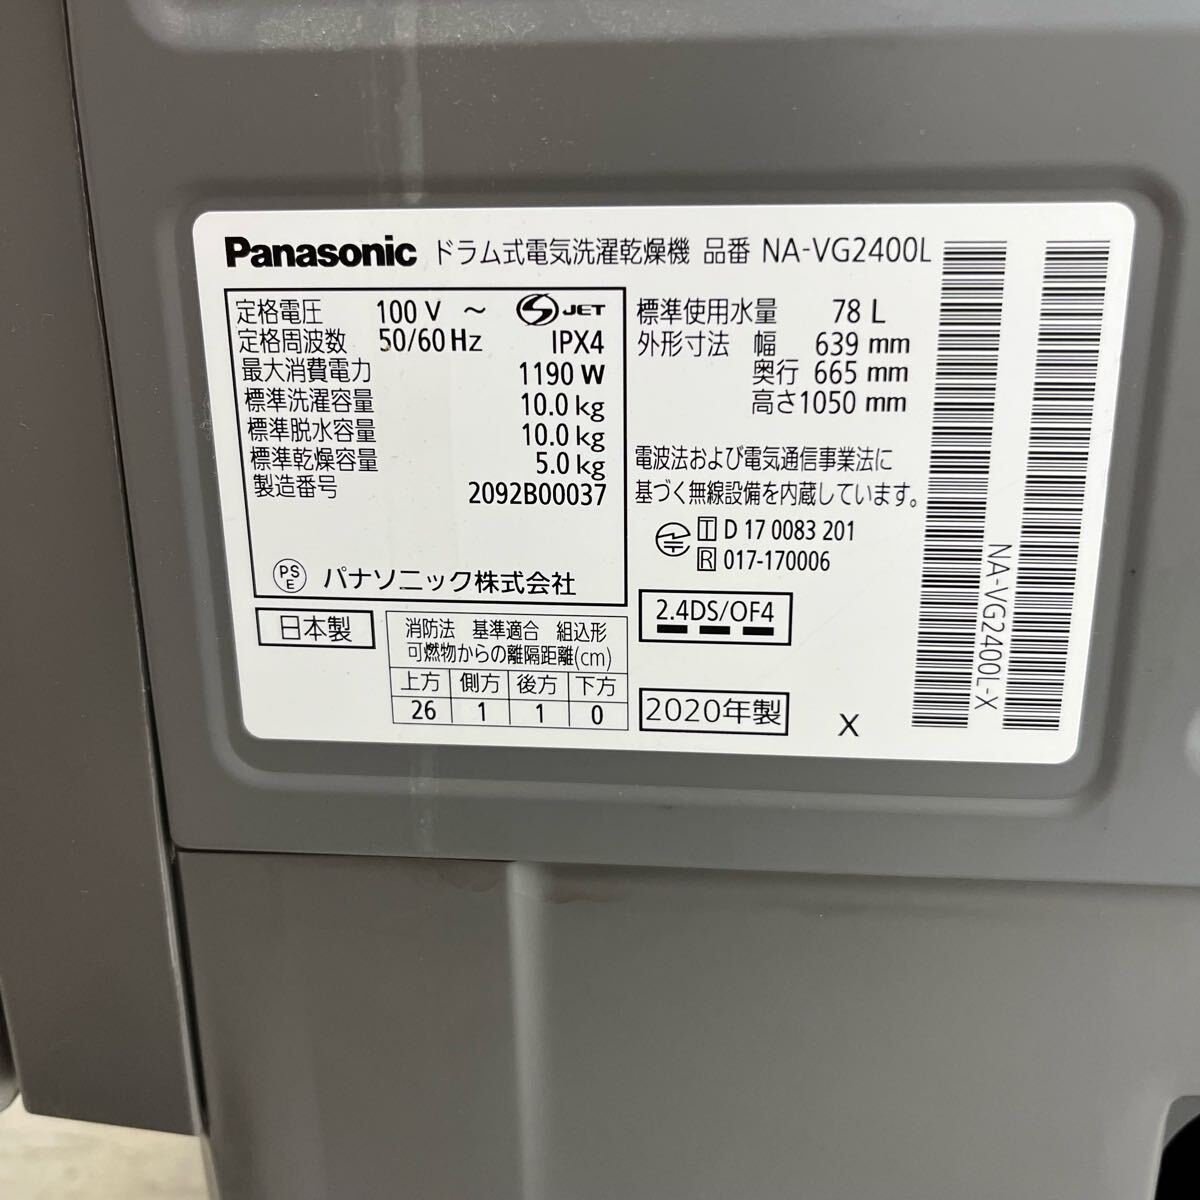 Panasonic ドラム式電気洗濯乾燥機 品番 NA-VG2400L
定格電圧 100 V ～ S JET
定格周波数 50/60 Hz IPX4
最大消費電力 1190 W
標準洗濯容量 10.0 kg
標準脱水容量 10.0 kg
標準乾燥容量 5.0 kg
製造番号 2092B00037
PS E パナソニック株式会社
日本製
消防法 基準適合 組込形
可燃物からの離隔距離(cm)
上方 側方 後方 下方
26 1 1 0
標準使用水量 78 L
外形寸法 幅 639 mm
奥行 665 mm
高さ 1050 mm
電波法および電気通信事業法に
基づく無線設備を内蔵しています。
T D 17 0083 201
R 017-170006
2.4DS/OF4
2020年製
X
NA-VG2400L-X